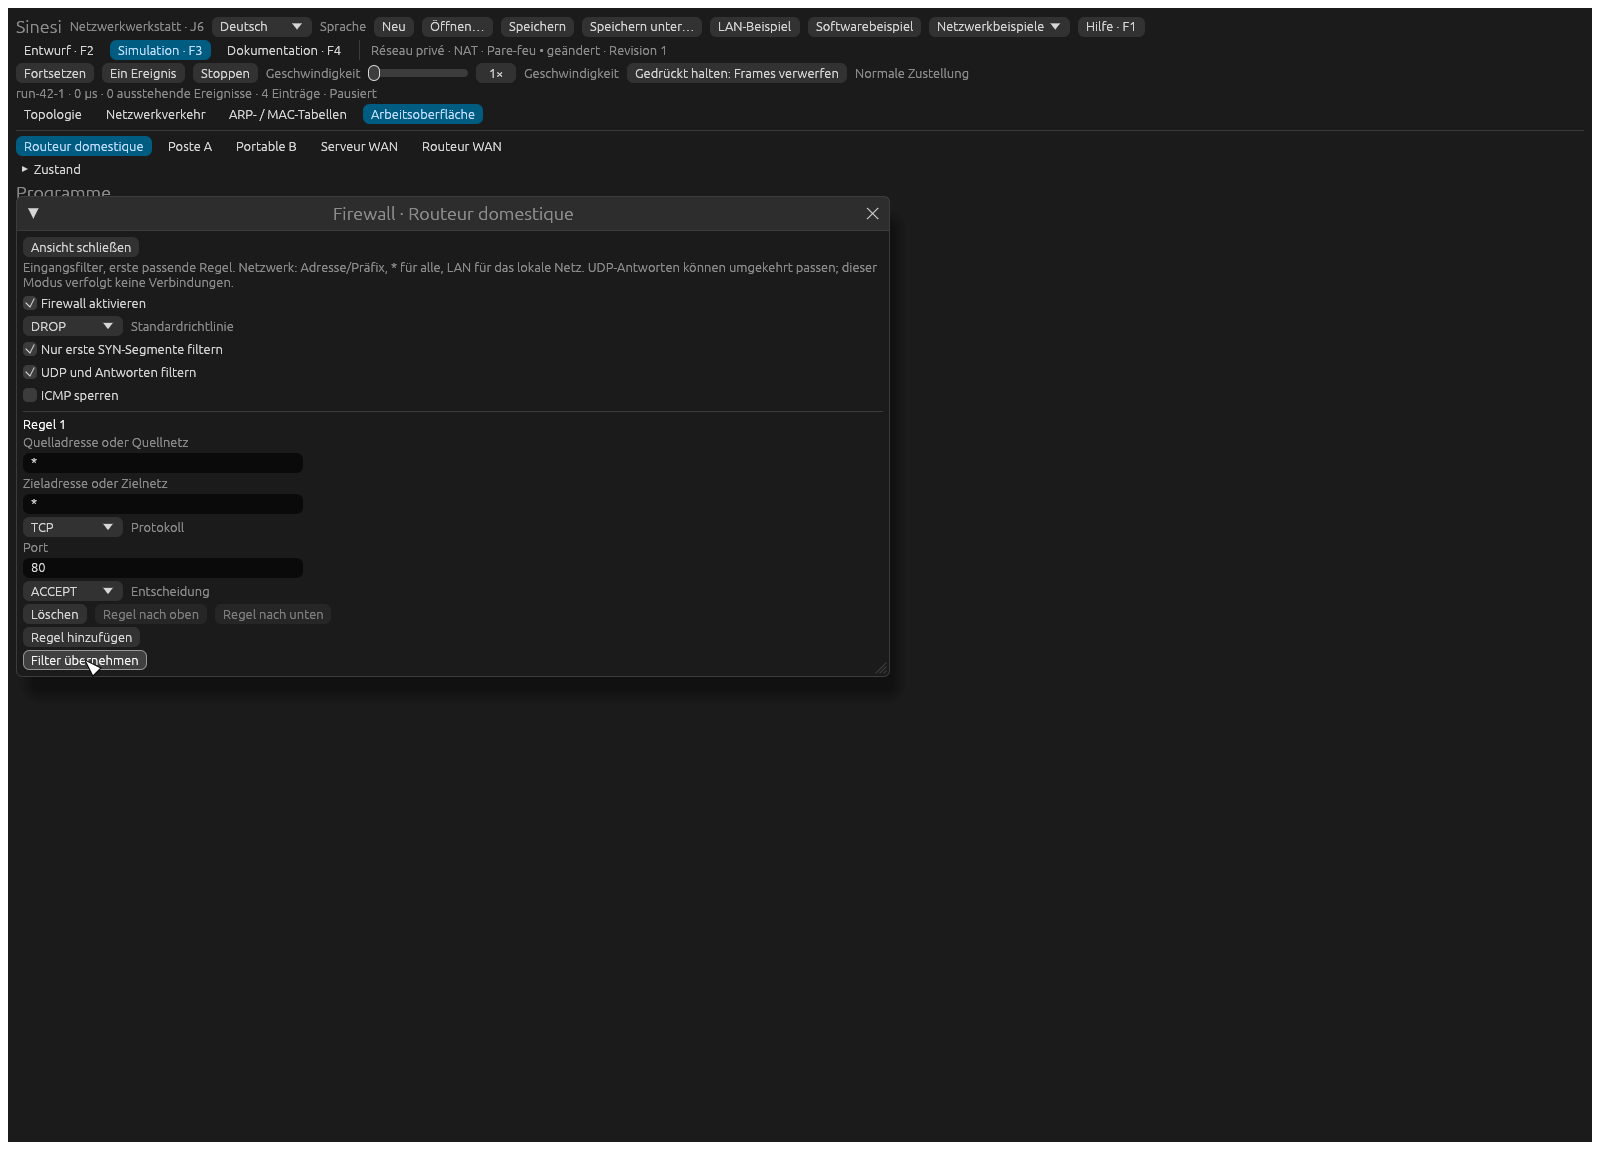 Sinesi Netzwerkwerkstatt · J6 Deutsch Sprache Neu Öffnen... Speichern Speichern unter... LAN-Beispiel Softwarebeispiel Netzwerkbeispiele Hilfe · F1
Entwurf · F2 Simulation · F3 Dokumentation · F4 Réseau privé · NAT · Pare-feu • geändert · Revision 1
Fortsetzen Ein Ereignis Stoppen Geschwindigkeit 1× Geschwindigkeit Gedrückt halten: Frames verwerfen Normale Zustellung
run-42-1 · 0 µs · 0 ausstehende Ereignisse · 4 Einträge · Pausiert
Topologie Netzwerkverkehr ARP- / MAC-Tabellen Arbeitsoberfläche
Routeur domestique Poste A Portable B Serveur WAN Routeur WAN
Zustand
Programme
Firewall · Routeur domestique
Ansicht schließen
Eingangsfilter, erste passende Regel. Netzwerk: Adresse/Präfix, * für alle, LAN für das lokale Netz. UDP-Antworten können umgekehrt passen; dieser
Modus verfolgt keine Verbindungen.
Firewall aktivieren
DROP Standardrichtlinie
Nur erste SYN-Segmente filtern
UDP und Antworten filtern
ICMP sperren
Regel 1
Quelladresse oder Quellnetz
*
Zieladresse oder Zielnetz
*
TCP Protokoll
Port
80
ACCEPT Entscheidung
Löschen Regel nach oben Regel nach unten
Regel hinzufügen
Filter übernehmen